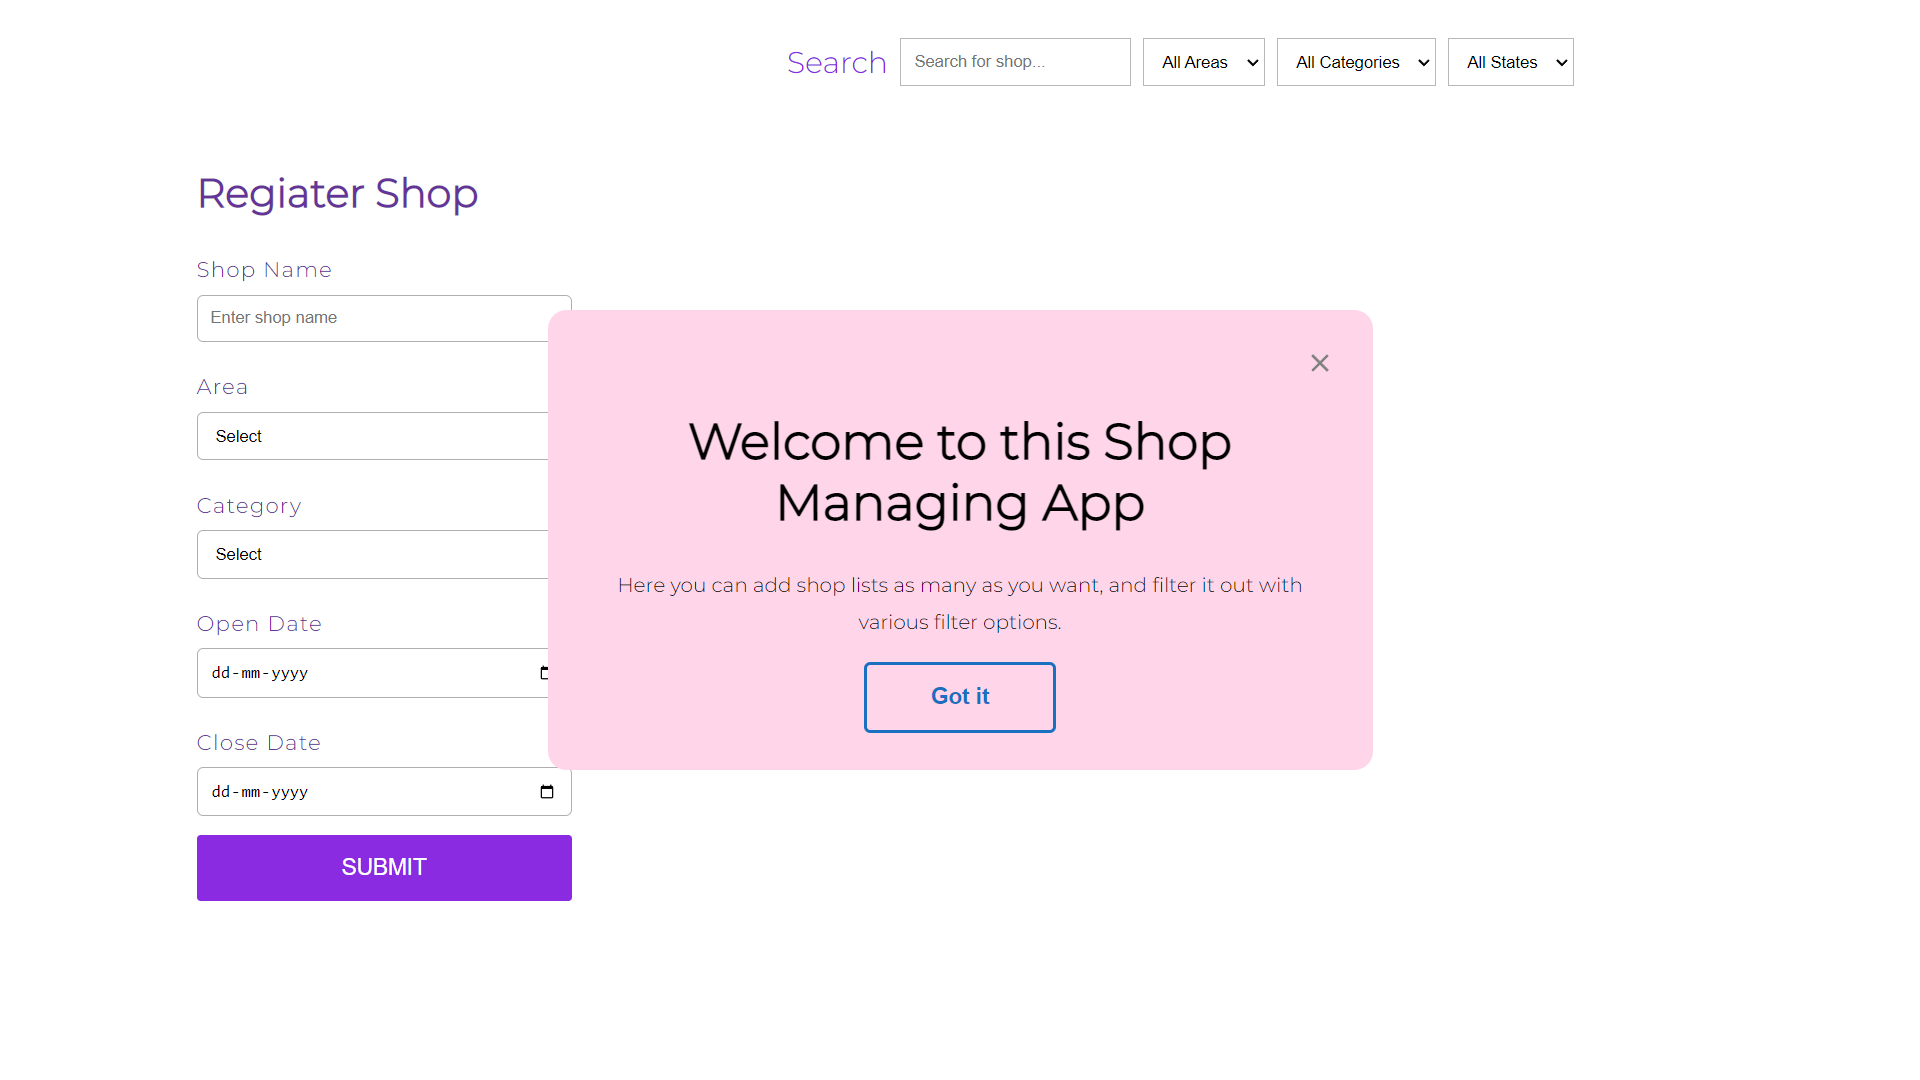 Search Search for shop... All Areas All Categories All States
Regiater Shop
Shop Name
Enter shop name
Area
Select
Category
Select
Open Date
dd-mm-yyyy
Close Date
dd-mm-yyyy
SUBMIT
×
Welcome to this Shop
Managing App
Here you can add shop lists as many as you want, and filter it out with
various filter options.
Got it